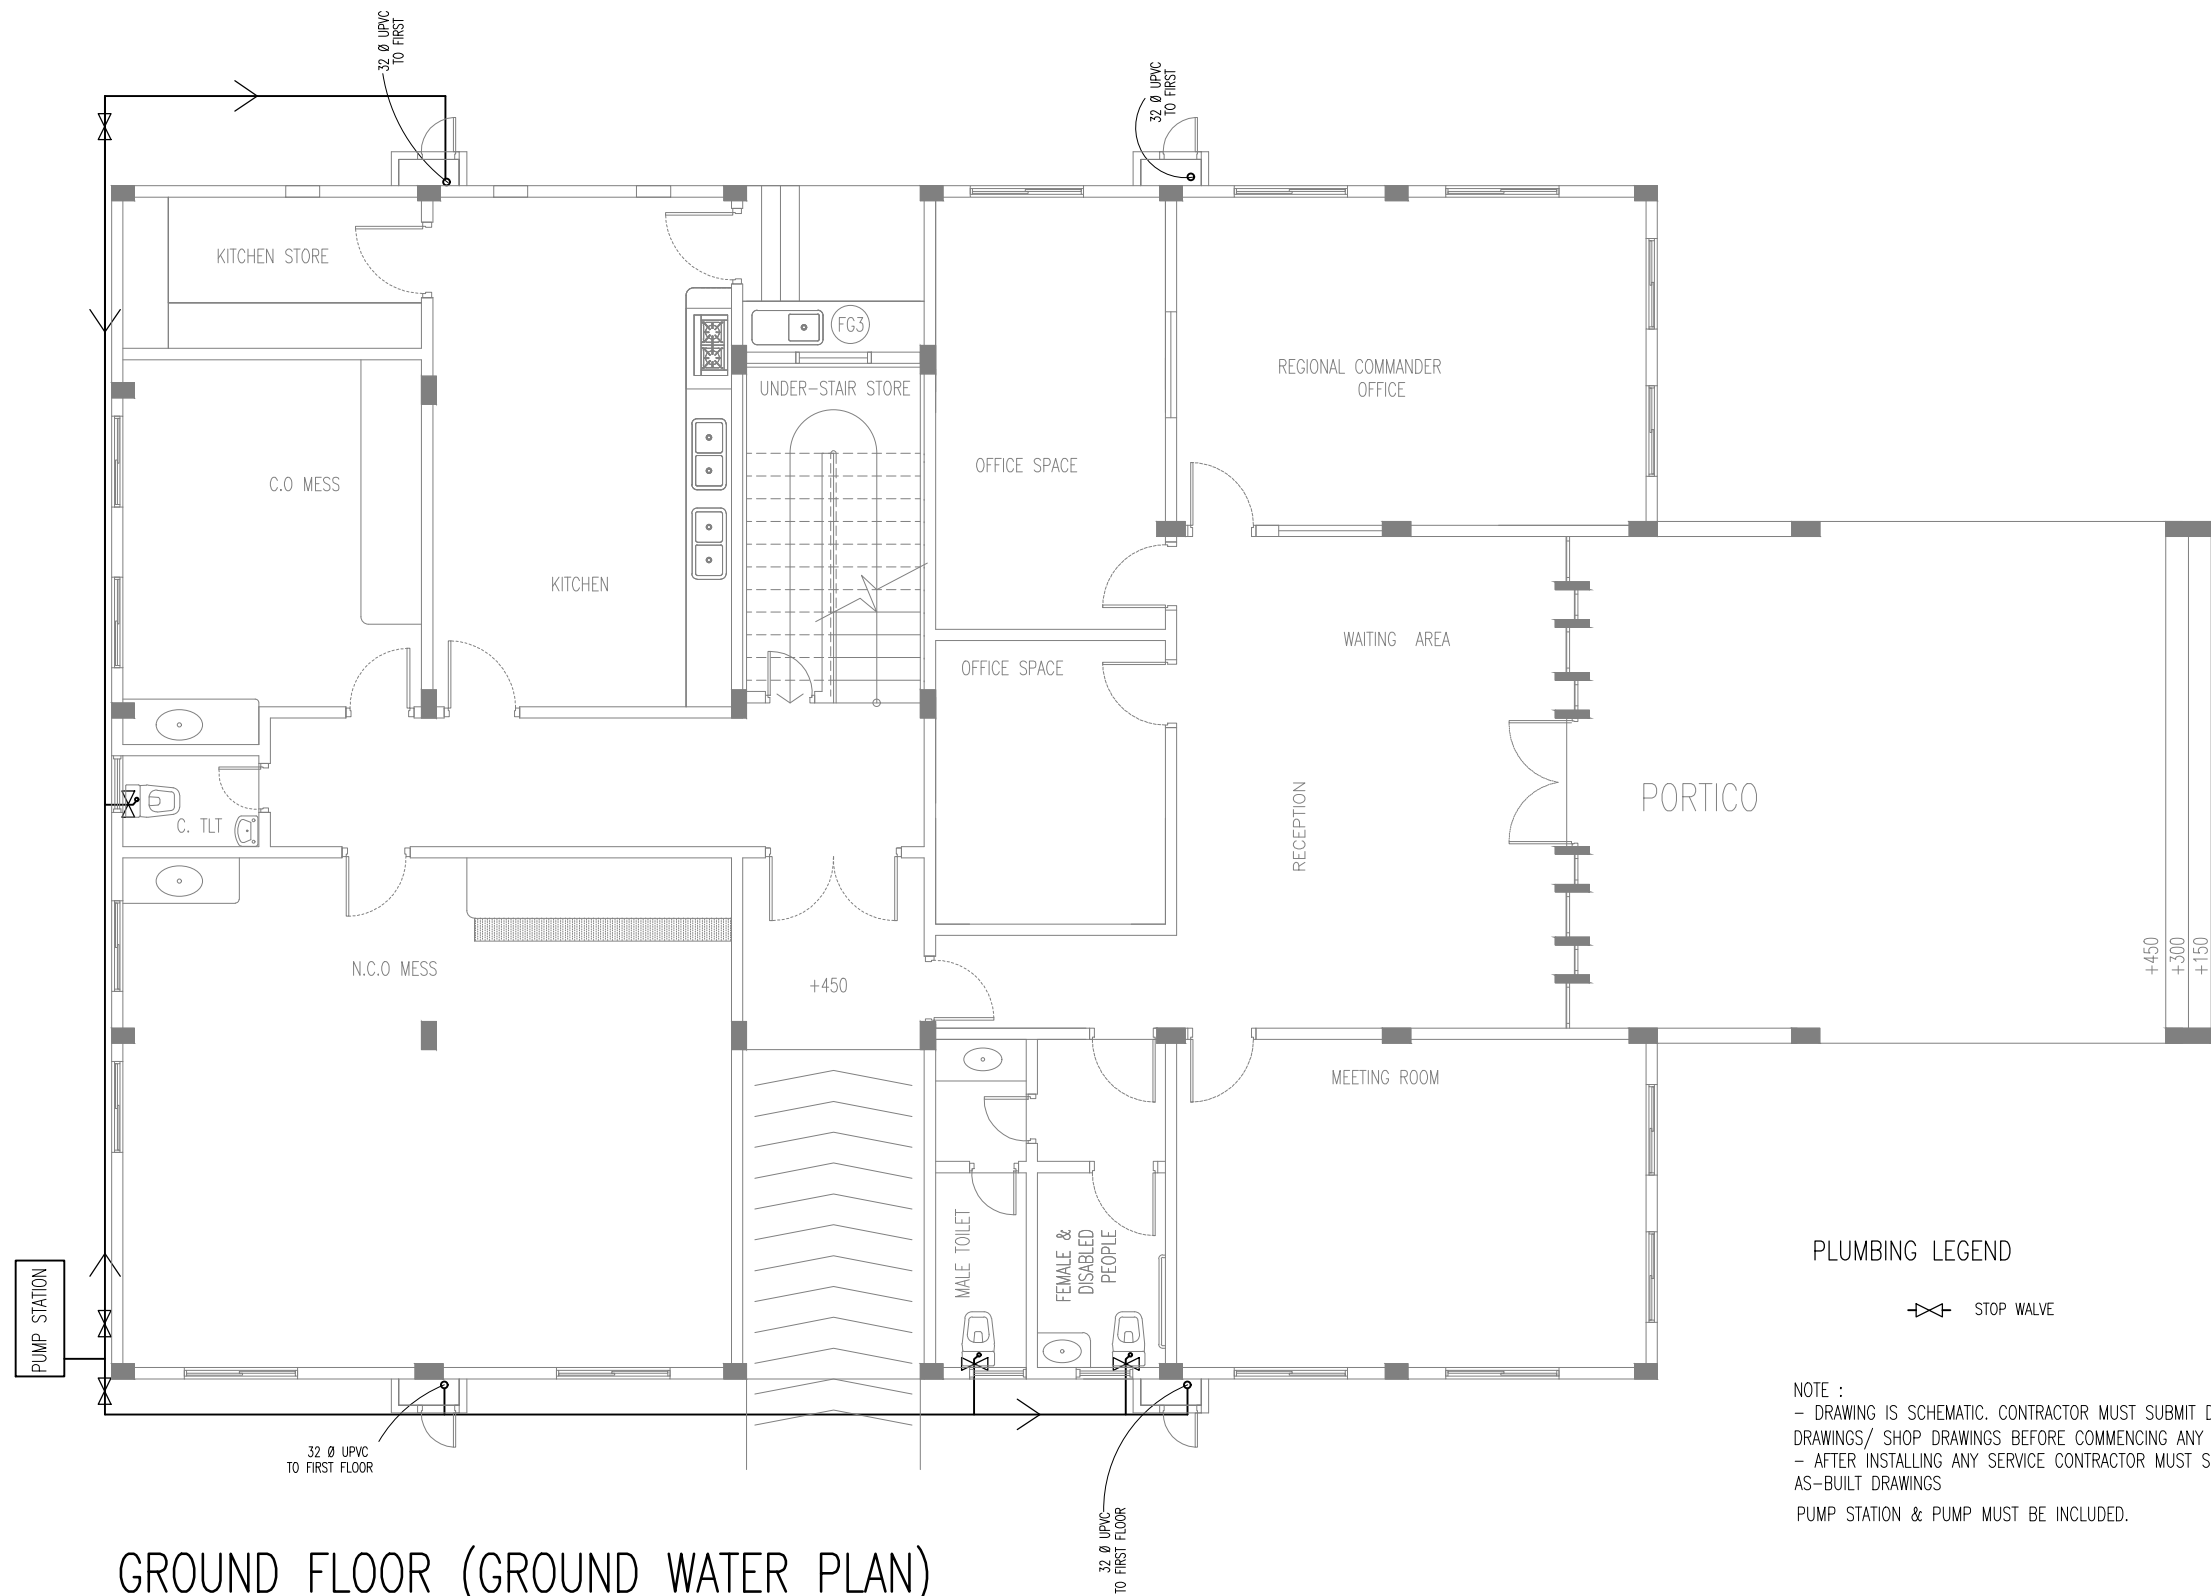 32 Ø UPVC
TO FIRST
32 Ø UPVC
TO FIRST
KITCHEN STORE
FG3
UNDER-STAIR STORE
REGIONAL COMMANDER
OFFICE
OFFICE SPACE
C.O MESS
KITCHEN
WAITING AREA
OFFICE SPACE
RECEPTION
PORTICO
C. TLT
N.C.O MESS
+450
+450
+300
+150
MEETING ROOM
MALE TOILET
FEMALE &
DISABLED
PEOPLE
PUMP STATION
PLUMBING LEGEND
STOP WALVE
32 Ø UPVC
TO FIRST FLOOR
32 Ø UPVC
TO FIRST FLOOR
NOTE :
- DRAWING IS SCHEMATIC. CONTRACTOR MUST SUBMIT
DRAWINGS/ SHOP DRAWINGS BEFORE COMMENCING ANY
- AFTER INSTALLING ANY SERVICE CONTRACTOR MUST
AS-BUILT DRAWINGS
PUMP STATION & PUMP MUST BE INCLUDED.
GROUND FLOOR (GROUND WATER PLAN)